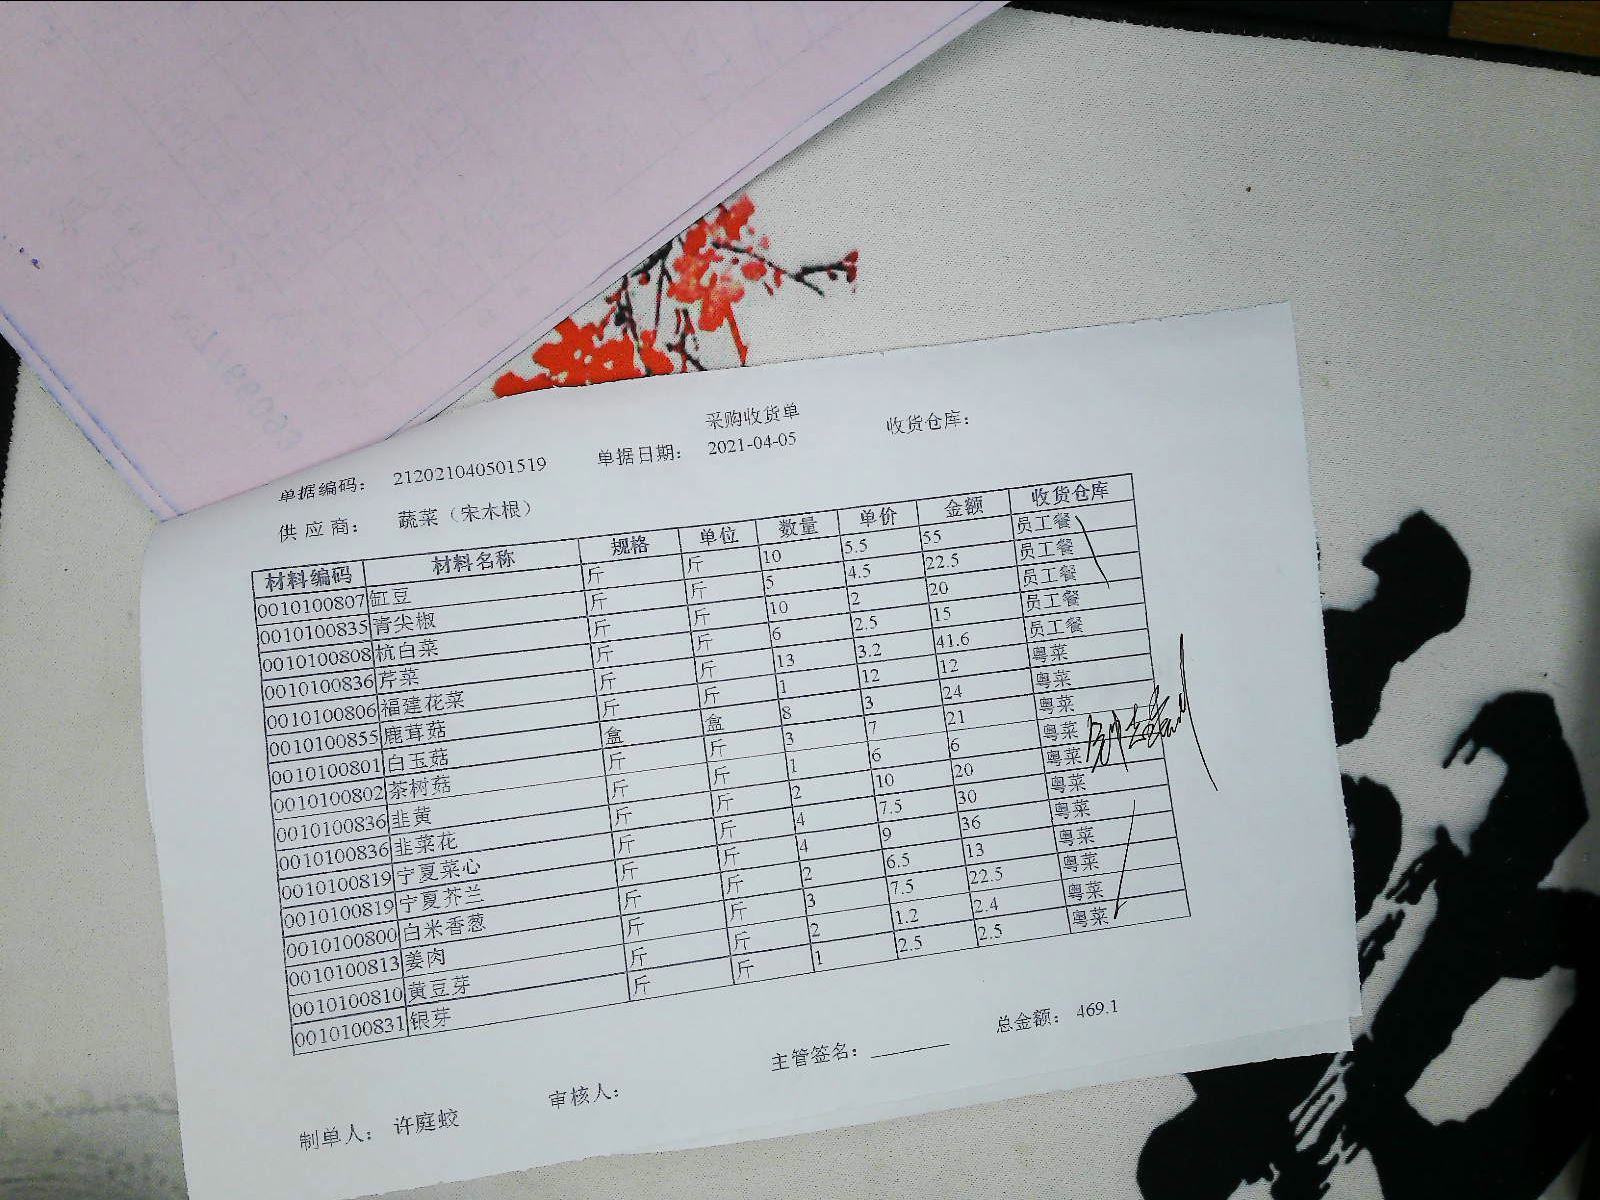 采购收货单
单据编码： 212021040501519 单据日期： 2021-04-05 收货仓库：
供应商： 蔬菜（宋木根）
材料编码 材料名称 规格 单位 数量 单价 金额 收货仓库
0010100807 缸豆 斤 斤 10 5.5 55 员工餐
0010100835 青尖椒 斤 斤 5 4.5 22.5 员工餐
0010100808 杭白菜 斤 斤 10 2 20 员工餐
0010100836 芹菜 斤 斤 6 2.5 15 员工餐
0010100806 福建花菜 斤 斤 13 3.2 41.6 员工餐
0010100855 鹿茸菇 斤 斤 1 12 12 粤菜
0010100801 白玉菇 盒 盒 8 3 24 粤菜
0010100802 茶树菇 斤 斤 3 7 21 粤菜
0010100836 韭黄 斤 斤 1 6 6 粤菜
0010100836 韭菜花 斤 斤 2 10 20 粤菜
0010100819 宁夏菜心 斤 斤 4 7.5 30 粤菜
0010100819 宁夏芥兰 斤 斤 4 9 36 粤菜
0010100800 白米香葱 斤 斤 2 6.5 13 粤菜
0010100813 姜肉 斤 斤 3 7.5 22.5 粤菜
0010100810 黄豆芽 斤 斤 2 1.2 2.4 粤菜
0010100831 银芽 斤 斤 1 2.5 2.5 粤菜
总金额： 469.1
制单人： 许庭蛟 审核人： 主管签名：